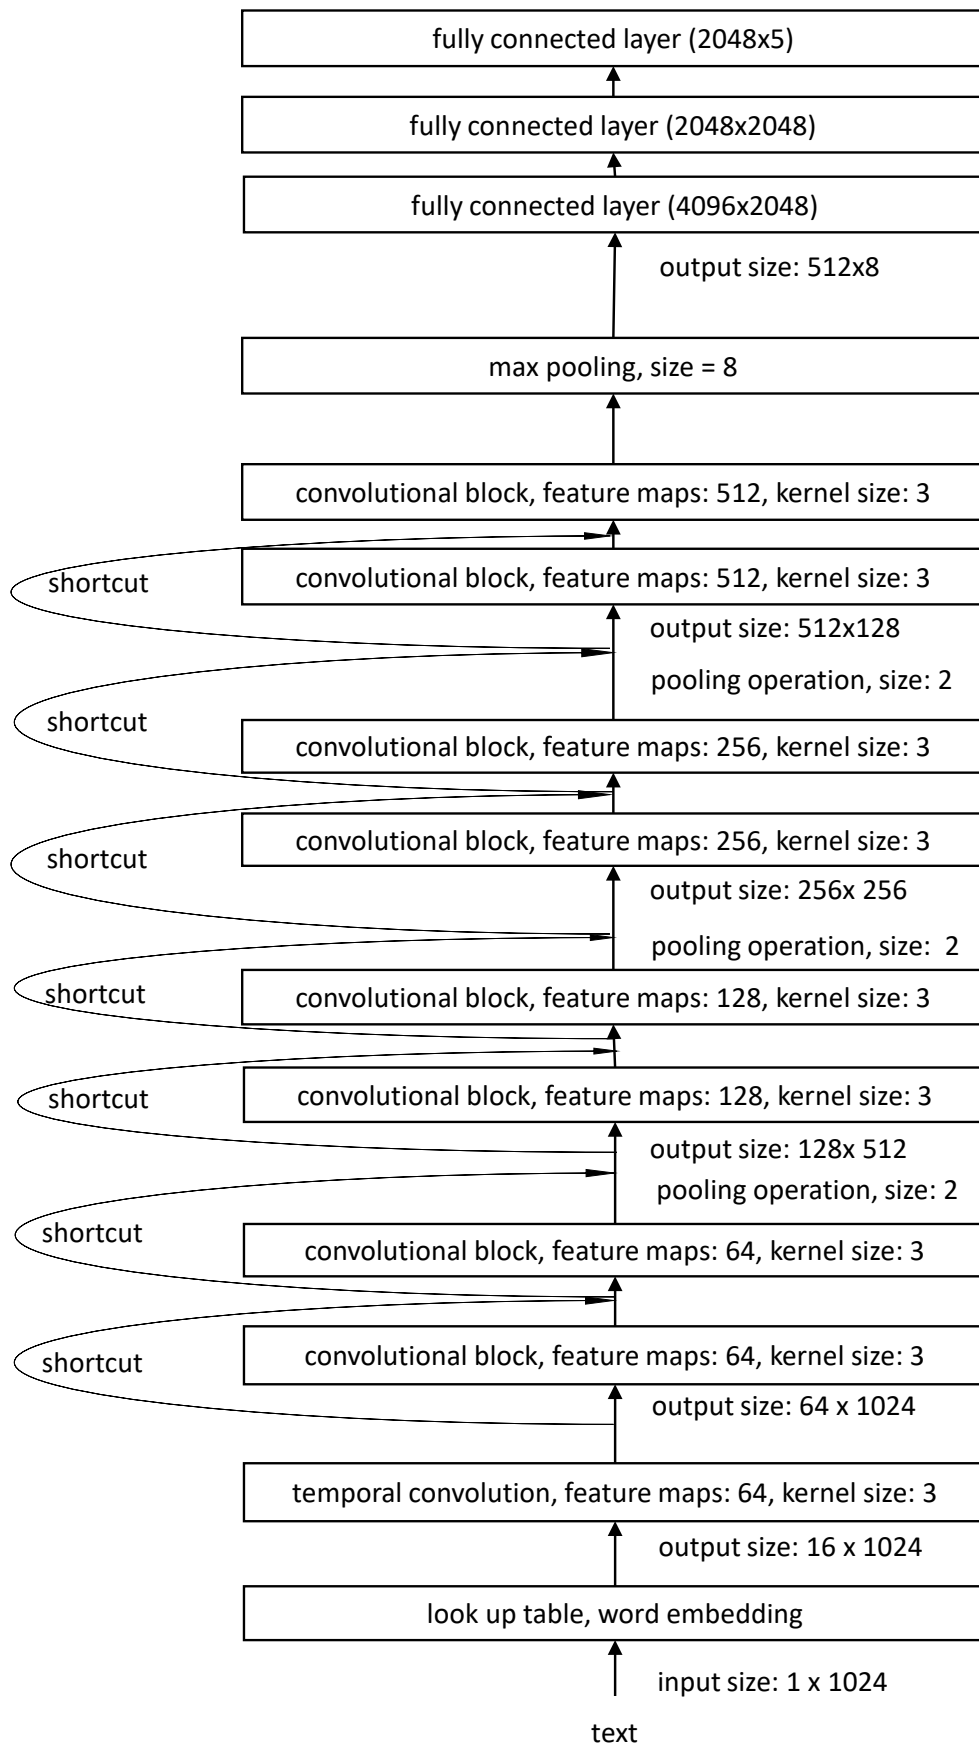 fully connected layer (2048x5)
fully connected layer (2048x2048)
fully connected layer (4096x2048)
output size: 512x8
max pooling, size = 8
convolutional block, feature maps: 512, kernel size: 3
shortcut
convolutional block, feature maps: 512, kernel size: 3
output size: 512x128
pooling operation, size: 2
shortcut
convolutional block, feature maps: 256, kernel size: 3
convolutional block, feature maps: 256, kernel size: 3
shortcut
output size: 256x 256
pooling operation, size:  2
shortcut
convolutional block, feature maps: 128, kernel size: 3
shortcut
convolutional block, feature maps: 128, kernel size: 3
output size: 128x 512
pooling operation, size: 2
shortcut
convolutional block, feature maps: 64, kernel size: 3
shortcut
convolutional block, feature maps: 64, kernel size: 3
output size: 64 x 1024
temporal convolution, feature maps: 64, kernel size: 3
output size: 16 x 1024
look up table, word embedding
input size: 1 x 1024
text